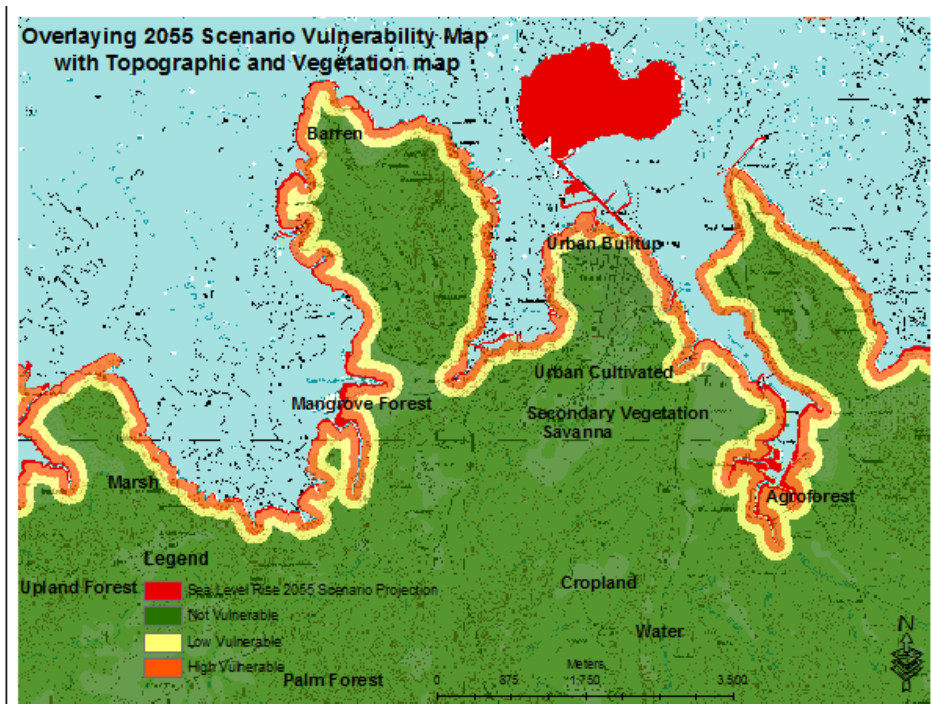 Overlaying 2055 Scenario Vulnerability Map
with Topographic and Vegetation map
Barren
Urban Builtup
Urban Cultivated
Mangrove Forest
Secondary Vegetation
Savanna
Marsh
Agroforest
Legend
Upland Forest
Sea Level Rise 2055 Scenario Projection
Not Vulnerable
Low Vulnerable
High Vulnerable
Cropland
Water
Palm Forest
Meters
0 875 1,750 3,500
N